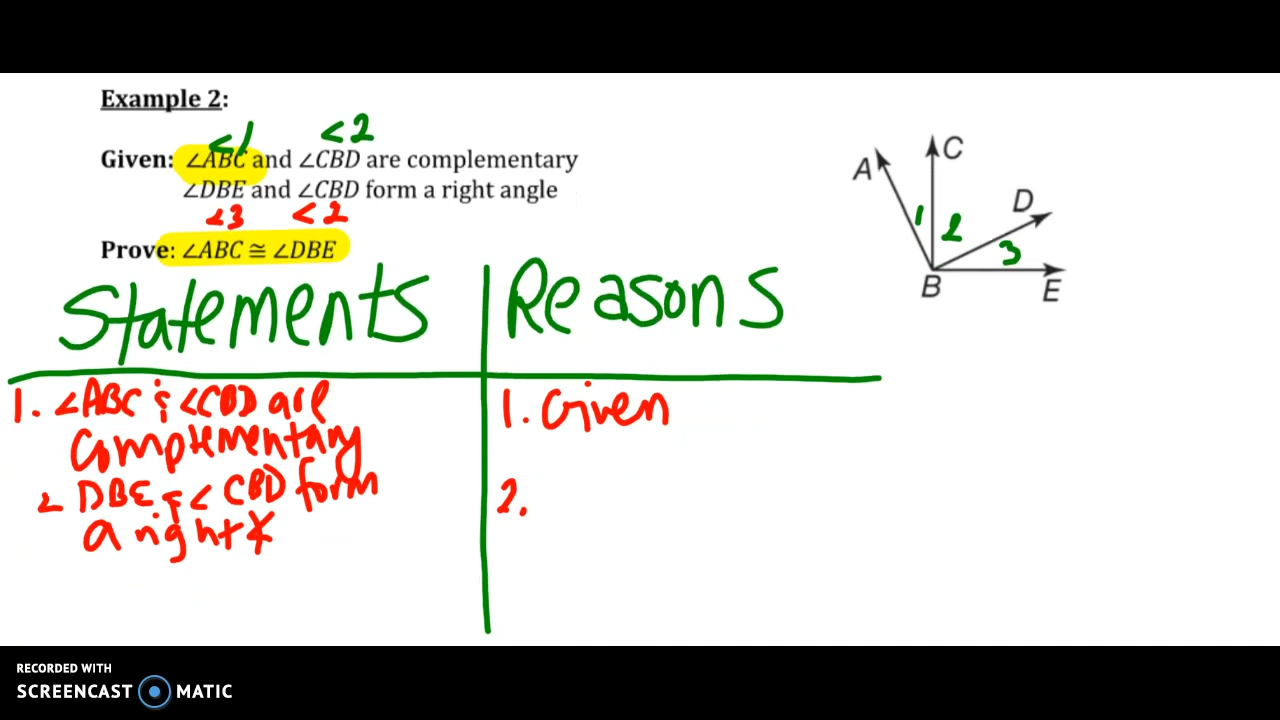 Example 2:
<1 <2
Given: ∠ABC and ∠CBD are complementary
∠DBE and ∠CBD form a right angle
<3 <2
Prove: ∠ABC ≅ ∠DBE
A C D
1 2 3
B E
Statements Reasons
1. <ABC & <CBD are
complementary
< DBE & < CBD form
a right ∡
1. Given
2.
RECORDED WITH
SCREENCAST MATIC